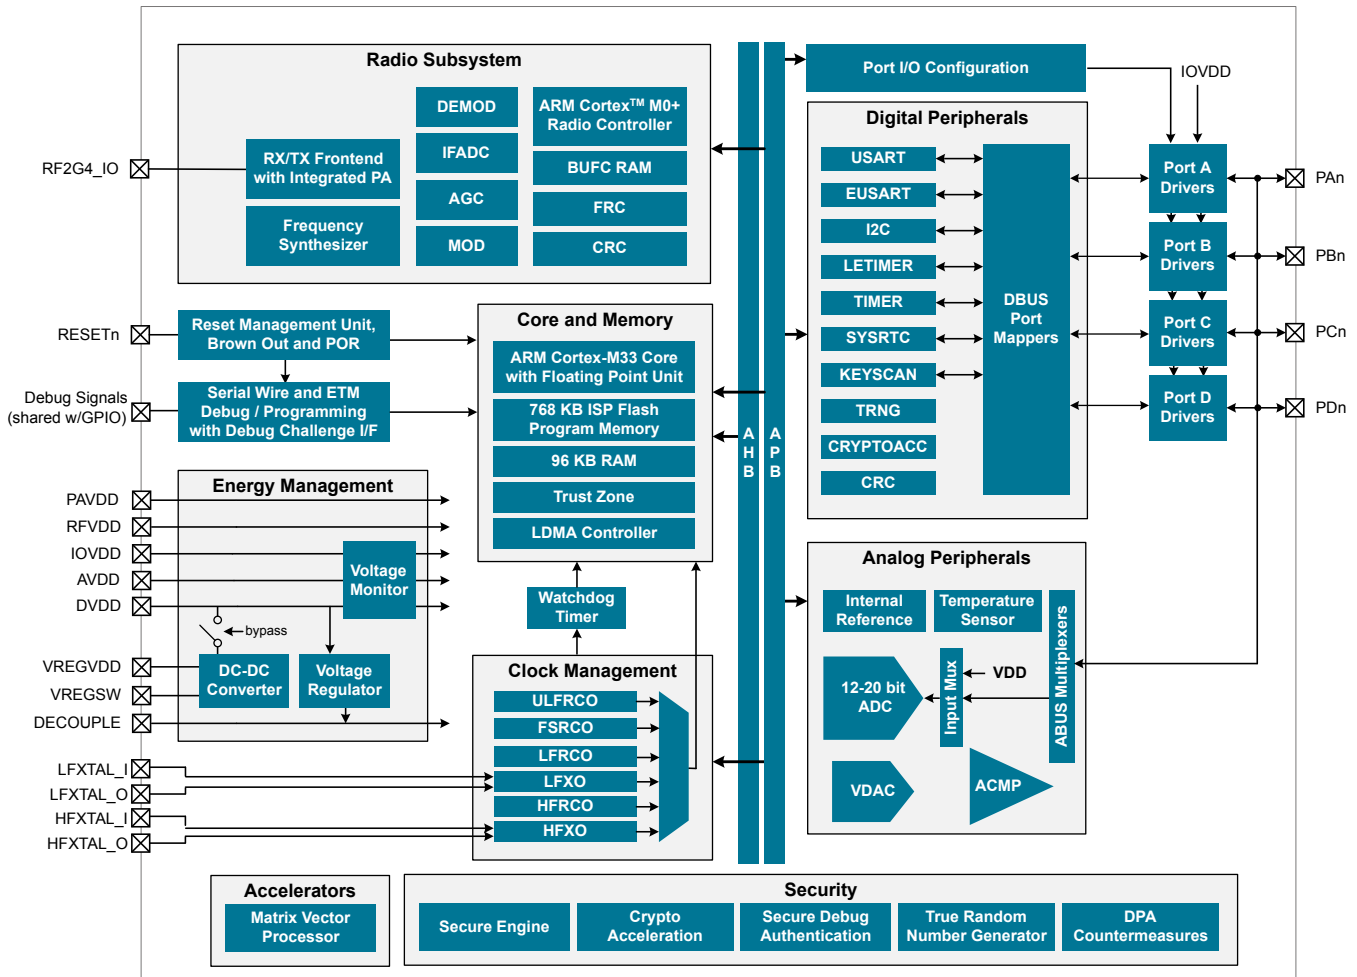 Radio Subsystem
RF2G4_IO
RX/TX Frontend
with Integrated PA
Frequency
Synthesizer
DEMOD
IFADC
AGC
MOD
ARM Cortex™ M0+
Radio Controller
BUFC RAM
FRC
CRC
RESETn
Reset Management Unit,
Brown Out and POR
Debug Signals
(shared w/GPIO)
Serial Wire and ETM
Debug / Programming
with Debug Challenge I/F
Core and Memory
ARM Cortex-M33 Core
with Floating Point Unit
768 KB ISP Flash
Program Memory
96 KB RAM
Trust Zone
LDMA Controller
Energy Management
PAVDD
RFVDD
IOVDD
AVDD
DVDD
VREGVDD
VREGSW
DECOUPLE
Voltage
Monitor
bypass
DC-DC
Converter
Voltage
Regulator
Watchdog
Timer
Clock Management
ULFRCO
FSRCO
LFRCO
LFXO
HFRCO
HFXO
LFXTAL_I
LFXTAL_O
HFXTAL_I
HFXTAL_O
A
H
B
A
P
B
Port I/O Configuration
IOVDD
Digital Peripherals
USART
EUSART
I2C
LETIMER
TIMER
SYSRTC
KEYSCAN
TRNG
CRYPTOACC
CRC
DBUS
Port
Mappers
Port A
Drivers
Port B
Drivers
Port C
Drivers
Port D
Drivers
PAn
PBn
PCn
PDn
Analog Peripherals
Internal
Reference
Temperature
Sensor
12-20 bit
ADC
Input Mux
VDD
ABUS Multiplexers
VDAC
ACMP
Accelerators
Matrix Vector
Processor
Security
Secure Engine
Crypto
Acceleration
Secure Debug
Authentication
True Random
Number Generator
DPA
Countermeasures